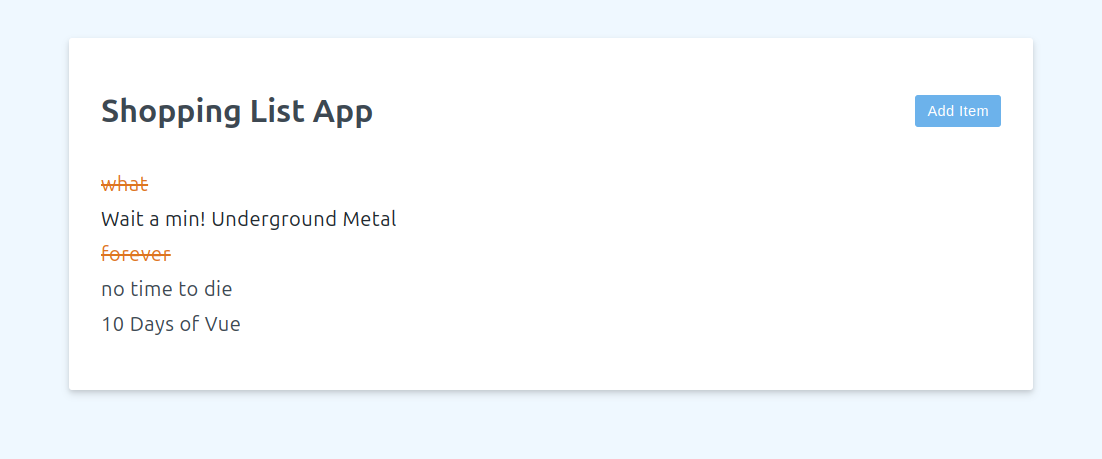 Shopping List App
Add Item
what
Wait a min! Underground Metal
forever
no time to die
10 Days of Vue